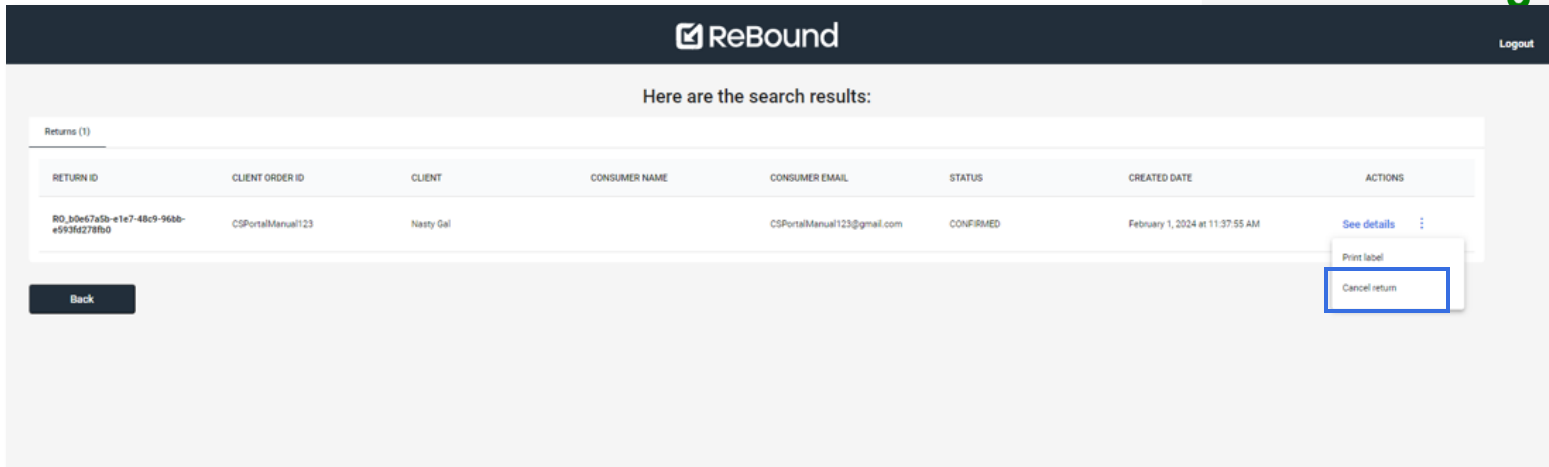 ReBound
Logout
Here are the search results:
Returns (1)
RETURN ID CLIENT ORDER ID CLIENT CONSUMER NAME CONSUMER EMAIL STATUS CREATED DATE ACTIONS
RO_b0e67a5b-e1e7-48c9-96bb-
e593fd278fb0
CSPortalManual123 Nasty Gal CSPortalManual123@gmail.com CONFIRMED February 1, 2024 at 11:37:55 AM See details
Print label
Cancel return
Back